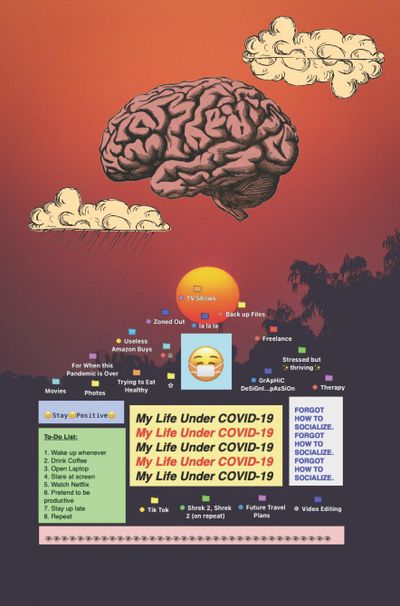 TV Shows
Back up Files
Zoned Out
la la la
Useless
Amazon Buys
Freelance
For When this
Pandemic is Over
Stressed but
✨ thriving ✨
Movies
Photos
Trying to Eat
Healthy
GrApHiC
DeSiGnI...pAsSiOn
Therapy
😊Stay😊Positive😊
My Life Under COVID-19
My Life Under COVID-19
My Life Under COVID-19
My Life Under COVID-19
My Life Under COVID-19
FORGOT
HOW TO
SOCIALIZE.
FORGOT
HOW TO
SOCIALIZE.
FORGOT
HOW TO
SOCIALIZE.
To-Do List:
1. Wake up whenever
2. Drink Coffee
3. Open Laptop
4. Stare at screen
5. Watch Netflix
6. Pretend to be
productive
7. Stay up late
8. Repeat
Tik Tok
Shrek 2, Shrek
2 (on repeat)
Future Travel
Plans
Video Editing